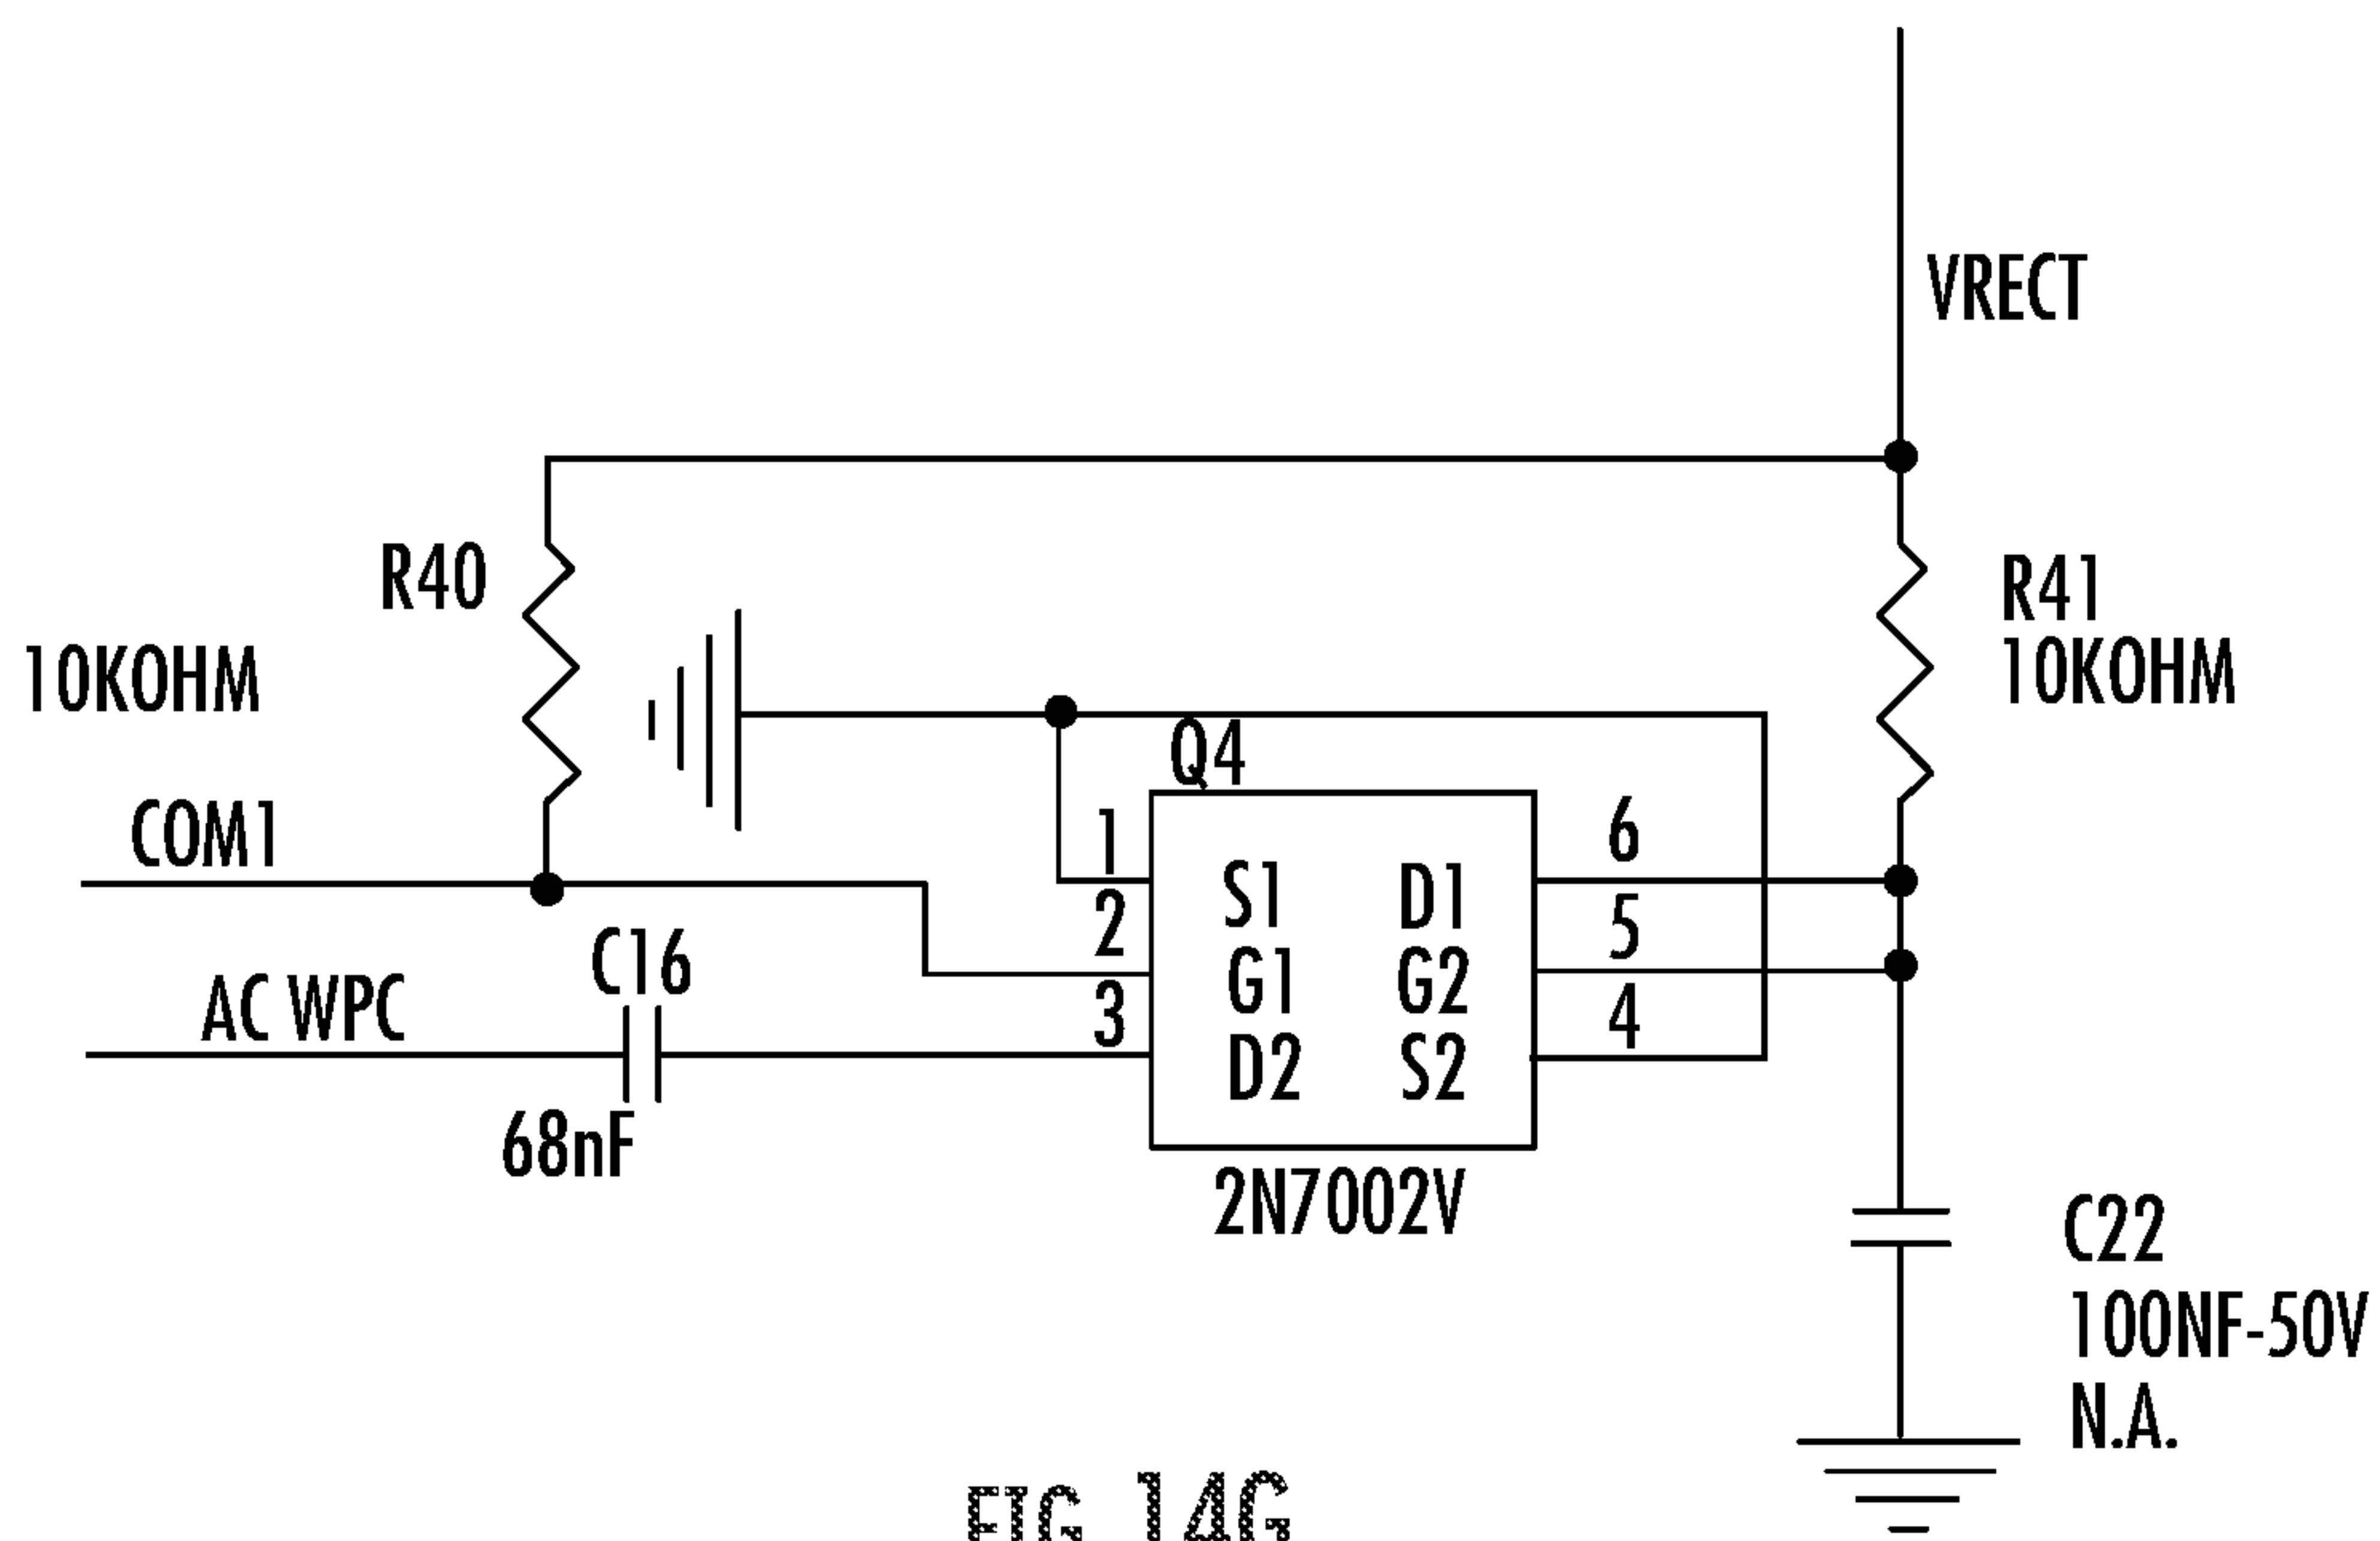 VRECT
R40
10KOHM
R41
10KOHM
Q4
COM1
1
2
3
6
5
4
S1 D1
G1 G2
D2 S2
C16
AC WPC
68nF
2N7002V
C22
100NF-50V
N.A.
FIG 14G